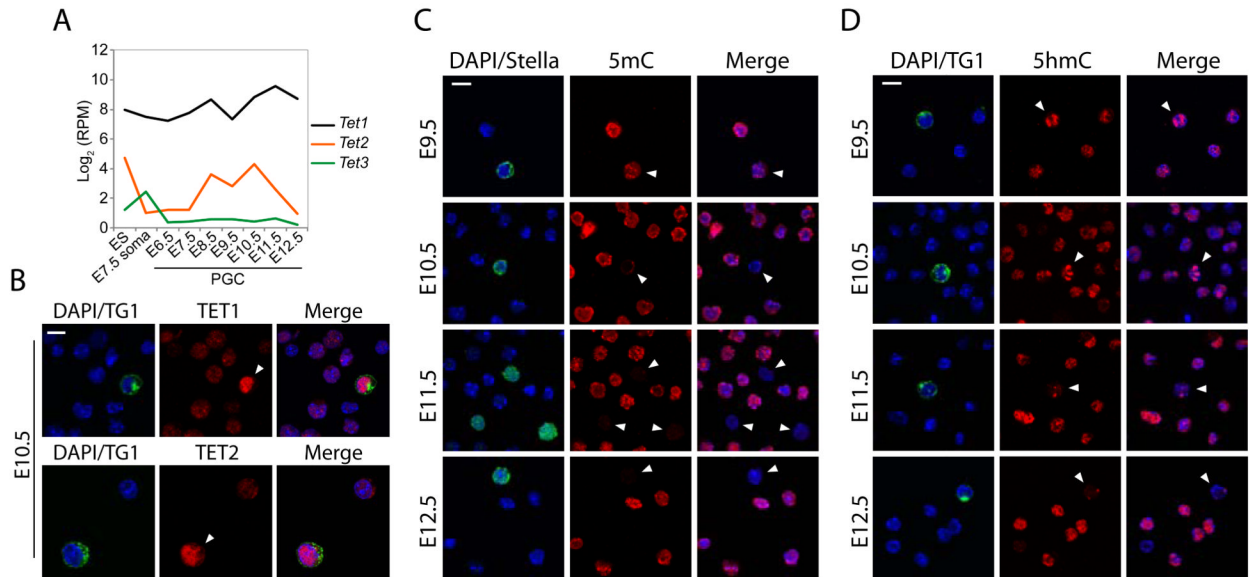 A
12
10
8
6
4
2
0
Log2 (RPM)
Tet1
Tet2
Tet3
ES
E7.5 soma
E6.5
E7.5
E8.5
E9.5
E10.5
E11.5
E12.5
PGC
B
DAPI/TG1 TET1 Merge
E10.5
DAPI/TG1 TET2 Merge
C
DAPI/Stella 5mC Merge
E9.5
E10.5
E11.5
E12.5
D
DAPI/TG1 5hmC Merge
E9.5
E10.5
E11.5
E12.5